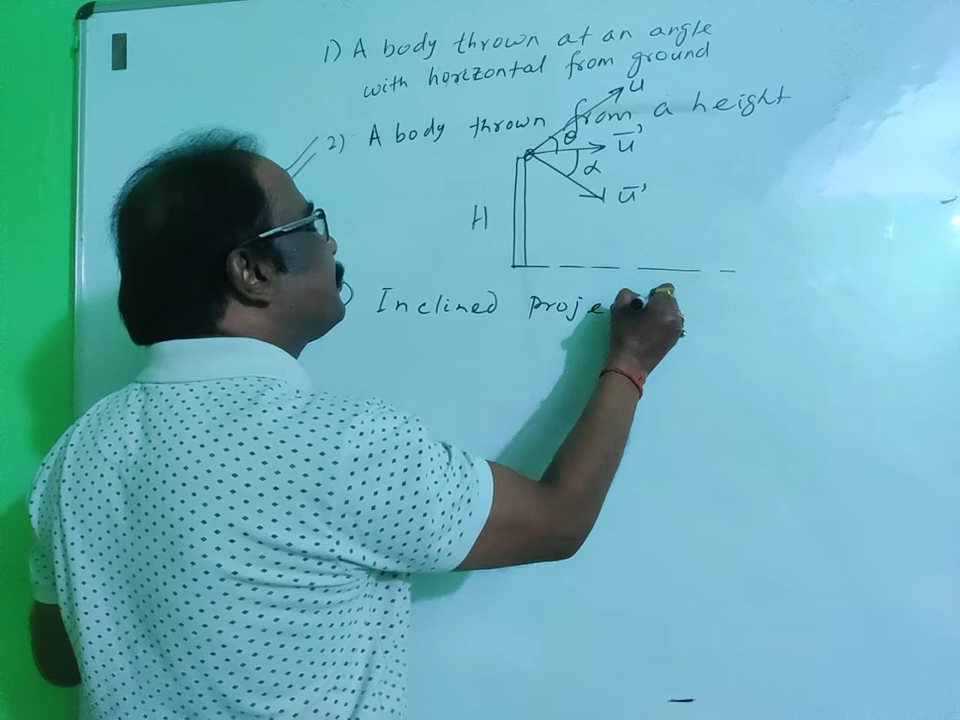 1) A body thrown at an angle
with horizontal from ground
2) A body thrown from a height
u
θ
ū'
α
ū'
H
Inclined proje